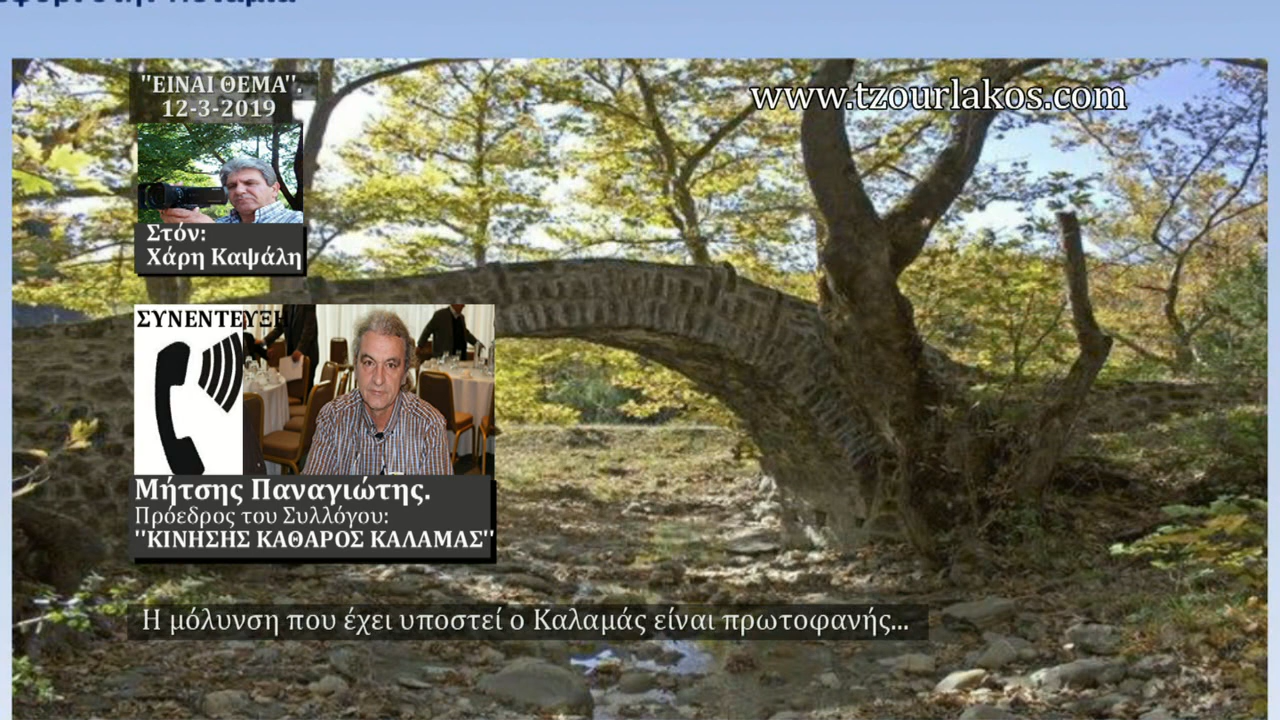 ''ΕΙΝΑΙ ΘΕΜΑ''.
12-3-2019
www.tzourlakos.com
Στόν:
Χάρη Καψάλη
ΣΥΝΕΝΤΕΥΞΗ
Μήτσης Παναγιώτης.
Πρόεδρος του Συλλόγου:
''ΚΙΝΗΣΗΣ ΚΑΘΑΡΟΣ ΚΑΛΑΜΑΣ''
Η μόλυνση που έχει υποστεί ο Καλαμάς είναι πρωτοφανής...